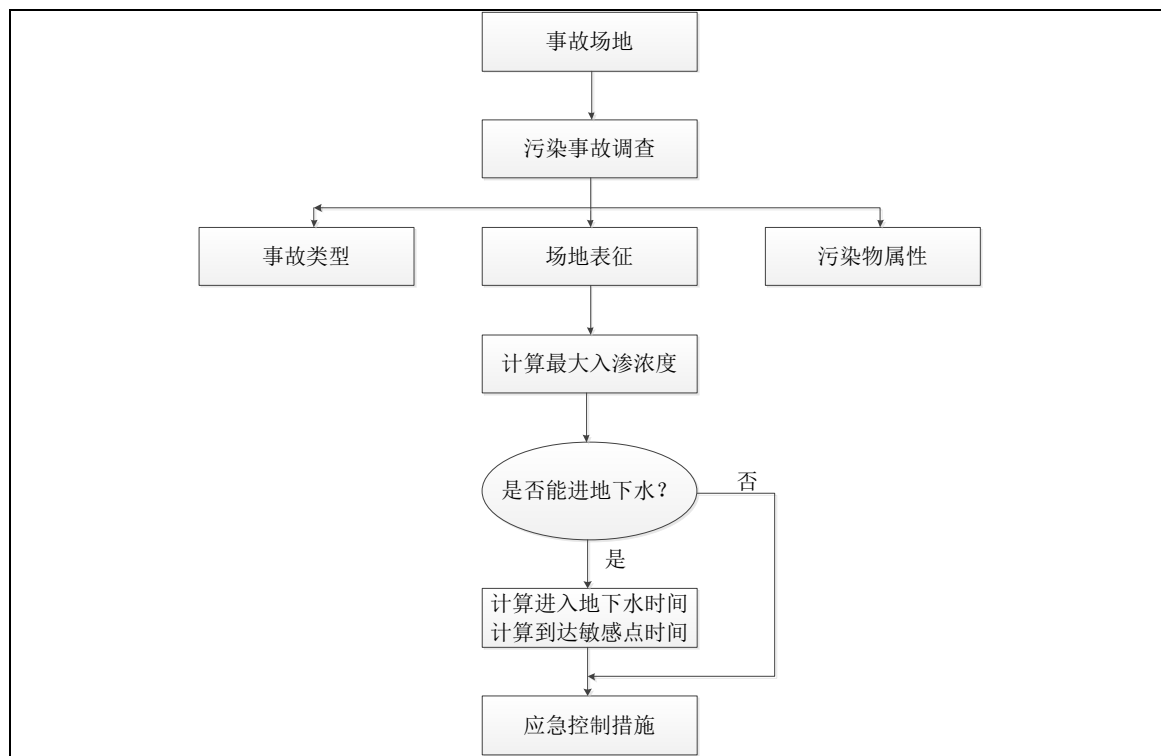 事故场地
污染事故调查
事故类型
场地表征
污染物属性
计算最大入渗浓度
是否能进地下水？
否
是
计算进入地下水时间
计算到达敏感点时间
应急控制措施